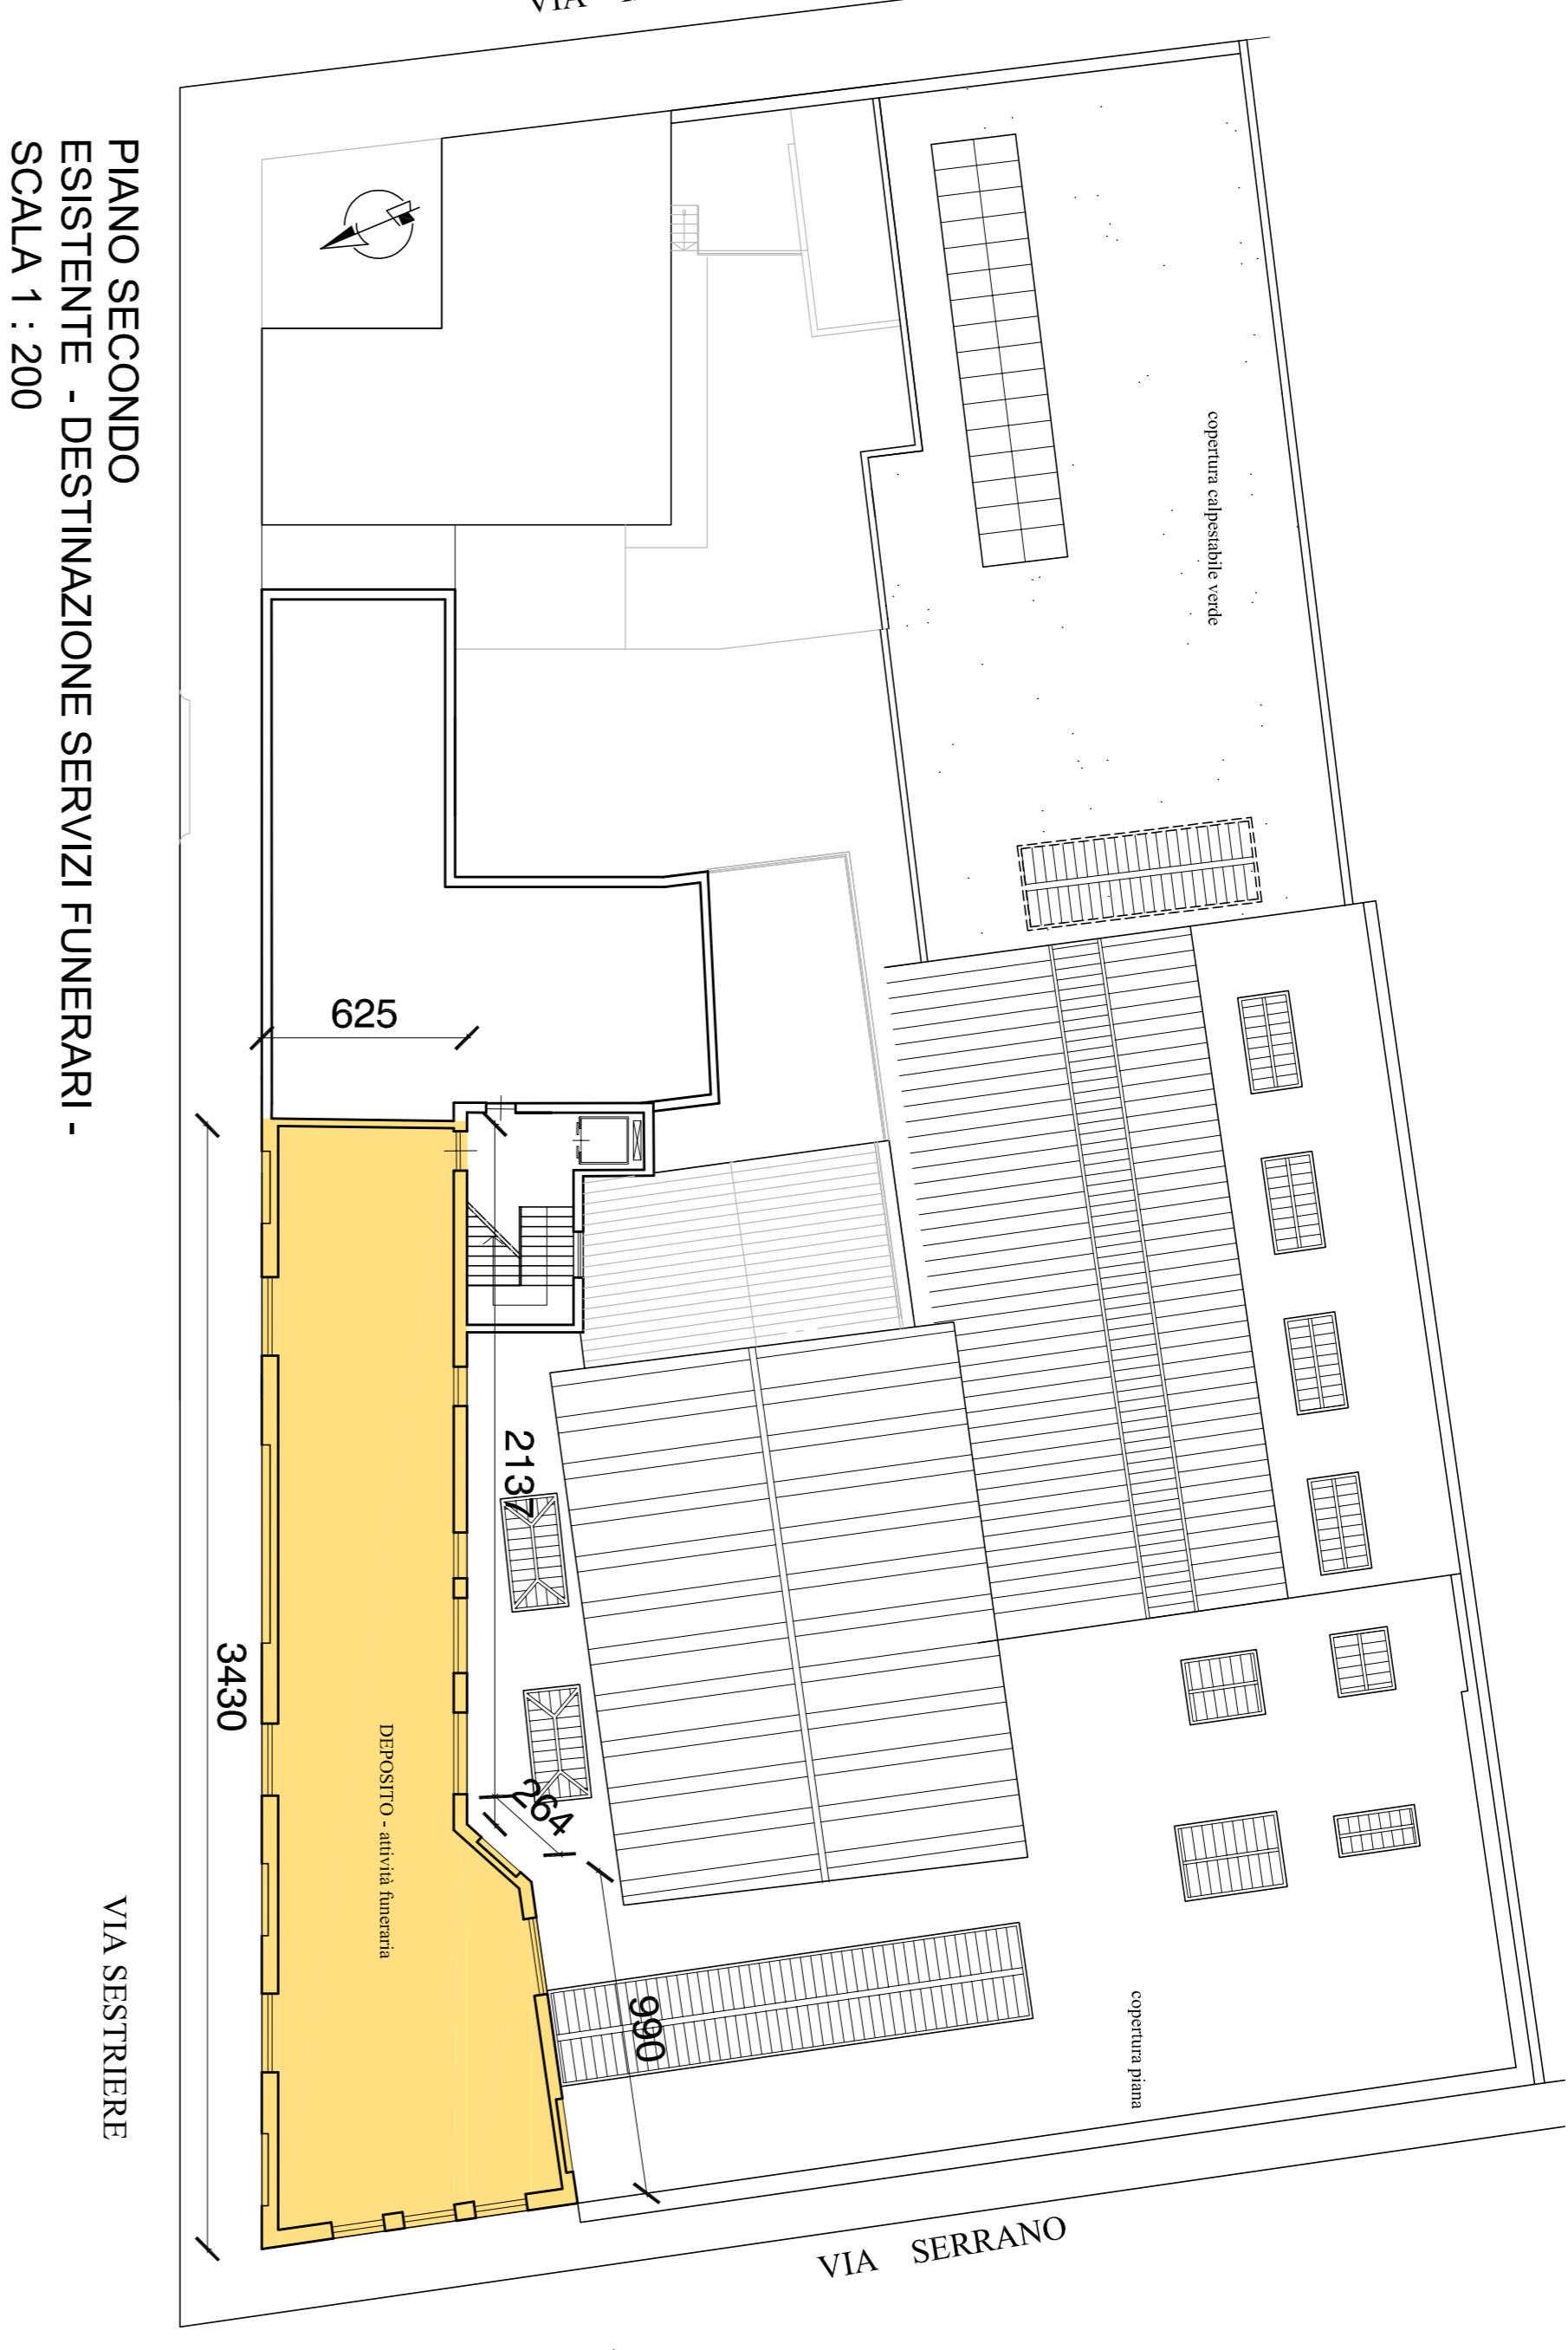 PIANO SECONDO
ESISTENTE - DESTINAZIONE SERVIZI FUNERARI -
SCALA 1 : 200
VIA
copertura calpestabile verde
625
2137
264
3430
990
DEPOSITO - attività funeraria
copertura piana
VIA SESTRIERE
VIA SERRANO